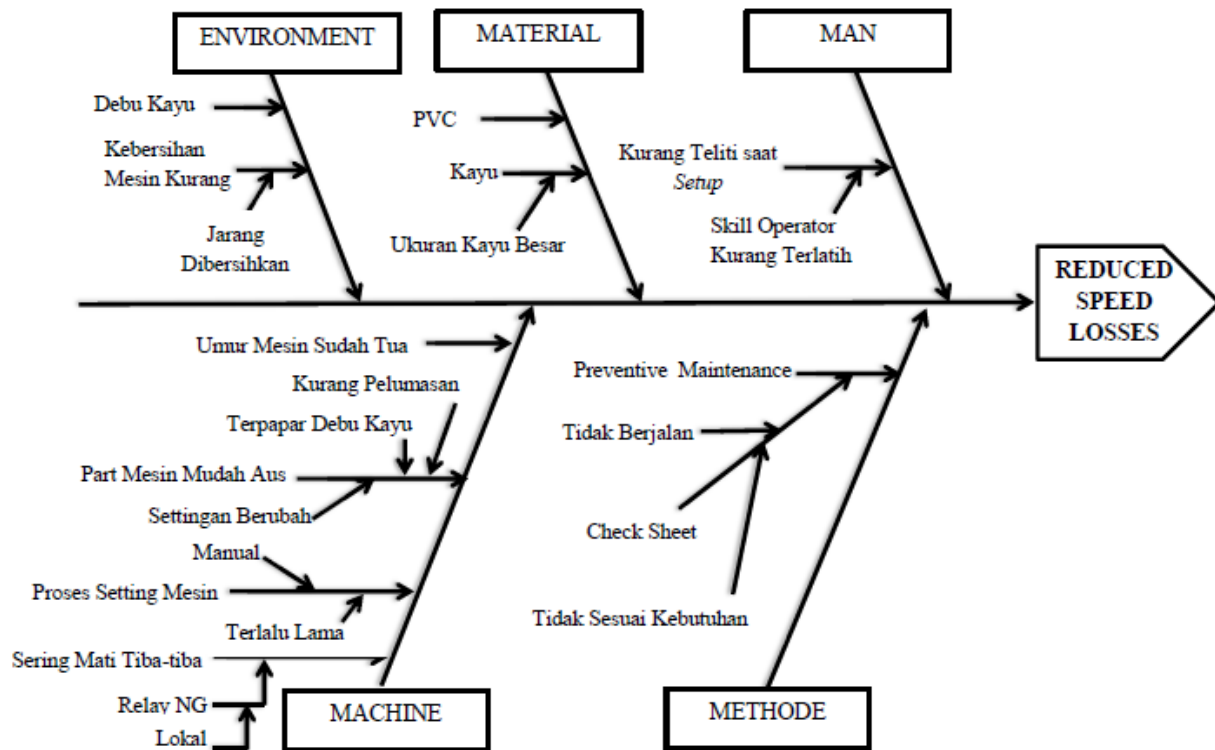 ENVIRONMENT
MATERIAL
MAN
Debu Kayu
Kebersihan
Mesin Kurang
Jarang
Dibersihkan
PVC
Kayu
Ukuran Kayu Besar
Kurang Teliti saat
Setup
Skill Operator
Kurang Terlatih
REDUCED
SPEED
LOSSES
Umur Mesin Sudah Tua
Kurang Pelumasan
Terpapar Debu Kayu
Part Mesin Mudah Aus
Settingan Berubah
Manual
Proses Setting Mesin
Terlalu Lama
Sering Mati Tiba-tiba
Relay NG
Lokal
MACHINE
Preventive Maintenance
Tidak Berjalan
Check Sheet
Tidak Sesuai Kebutuhan
METHODE